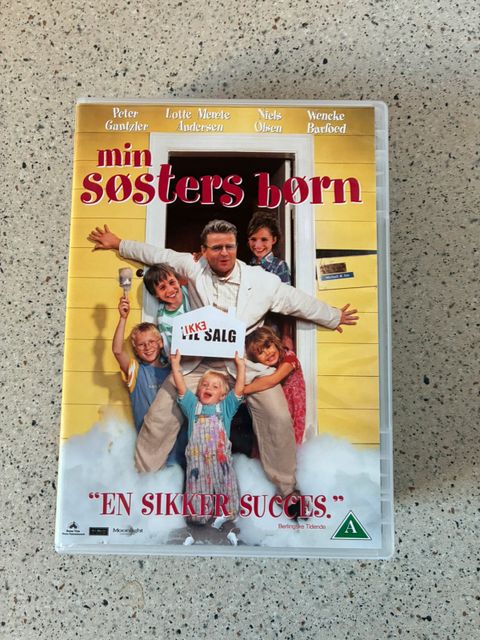 Peter Gantzler
Lotte Merete Andersen
Niels Olsen
Wencke Barfoed
min
søsters børn
IKKE
TIL SALG
"EN SIKKER SUCCES."
Berlingske Tidende
Moonlight
A